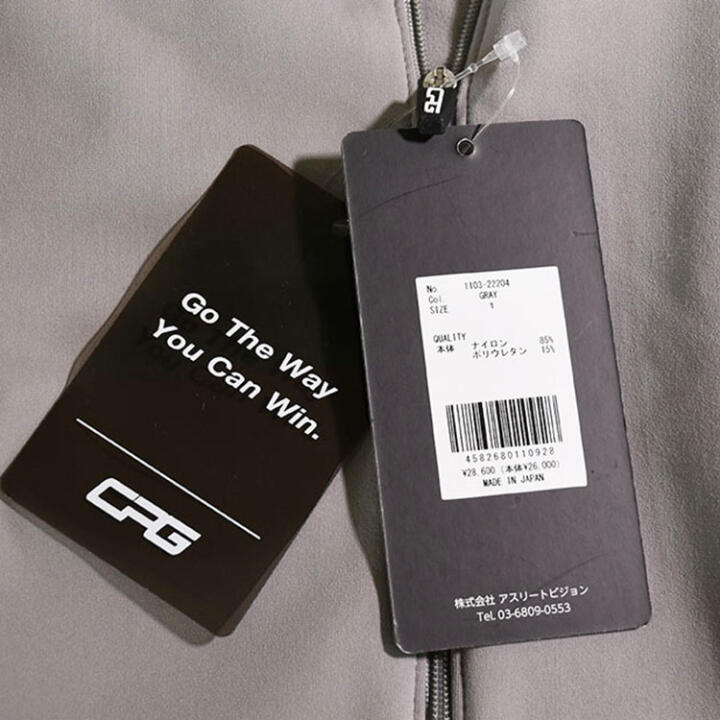 CPG
Go The Way
You Can Win.
CPG
No 1103-22204
Col. GRAY
SIZE 1
QUALITY
本体 ナイロン 85%
ポリウレタン 15%
4582680110928
¥28,600 (本体¥26,000)
MADE IN JAPAN
株式会社 アスリートビジョン
Tel. 03-6809-0553